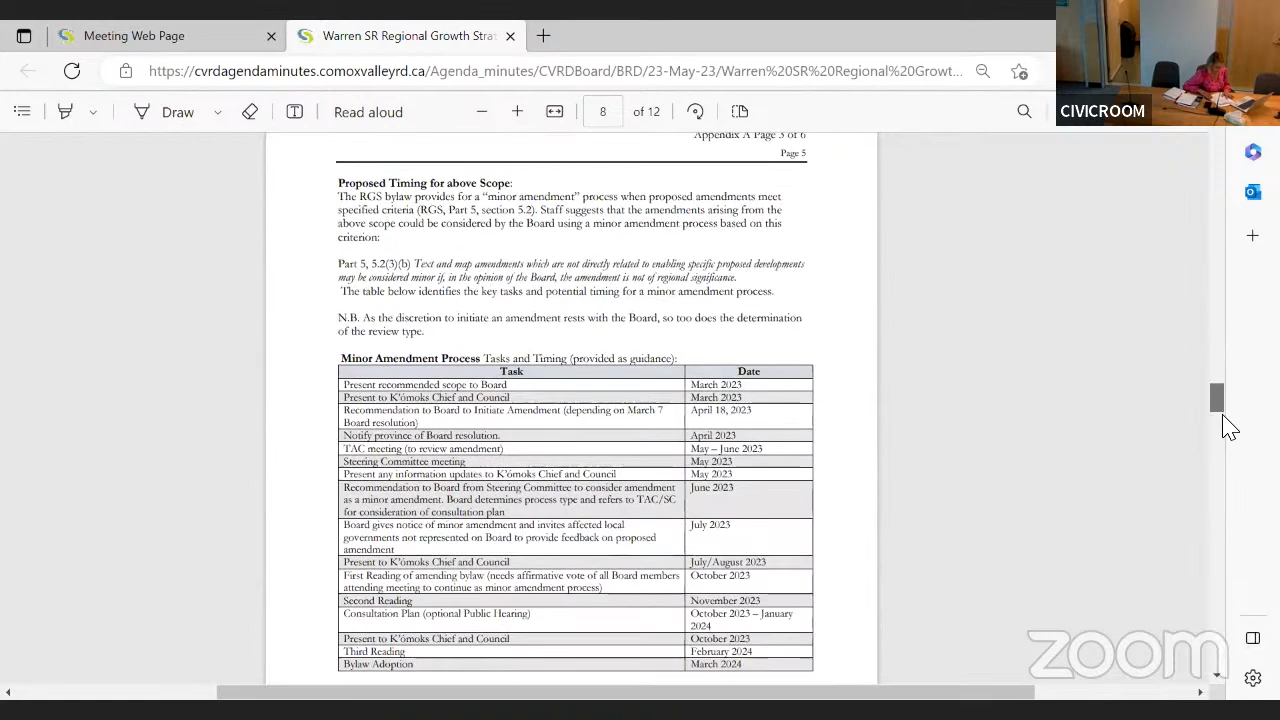 Meeting Web Page
Warren SR Regional Growth Strat
https://cvrdagendaminutes.comoxvalleyrd.ca/Agenda_minutes/CVRDBoard/BRD/23-May-23/Warren%20SR%20Regional%20Growt...
Draw
Read aloud
8
of 12
CIVICROOM
Appendix A Page 3 of 6
Page 5
Proposed Timing for above Scope:
The RGS bylaw provides for a “minor amendment” process when proposed amendments meet
specified criteria (RGS, Part 5, section 5.2). Staff suggests that the amendments arising from the
above scope could be considered by the Board using a minor amendment process based on this
criterion:
Part 5, 5.2(3)(b) Text and map amendments which are not directly related to enabling specific proposed developments
may be considered minor if, in the opinion of the Board, the amendment is not of regional significance.
The table below identifies the key tasks and potential timing for a minor amendment process.
N.B. As the discretion to initiate an amendment rests with the Board, so too does the determination
of the review type.
Minor Amendment Process Tasks and Timing (provided as guidance):
Task Date
Present recommended scope to Board March 2023
Present to K’ómoks Chief and Council March 2023
Recommendation to Board to Initiate Amendment (depending on March 7 April 18, 2023
Board resolution)
Notify province of Board resolution. April 2023
TAC meeting (to review amendment) May – June 2023
Steering Committee meeting May 2023
Present any information updates to K’ómoks Chief and Council May 2023
Recommendation to Board from Steering Committee to consider amendment June 2023
as a minor amendment. Board determines process type and refers to TAC/SC
for consideration of consultation plan
Board gives notice of minor amendment and invites affected local July 2023
governments not represented on Board to provide feedback on proposed
amendment
Present to K’ómoks Chief and Council July/August 2023
First Reading of amending bylaw (needs affirmative vote of all Board members October 2023
attending meeting to continue as minor amendment process)
Second Reading November 2023
Consultation Plan (optional Public Hearing) October 2023 – January
2024
Present to K’ómoks Chief and Council October 2023
Third Reading February 2024
Bylaw Adoption March 2024
zoom